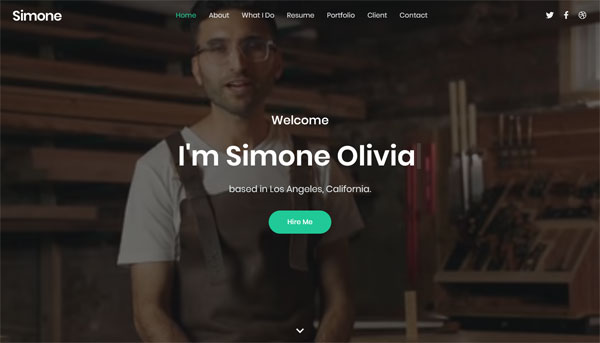 Simone
Home About What I Do Resume Portfolio Client Contact
Welcome
I'm Simone Olivia
based in Los Angeles, California.
Hire Me